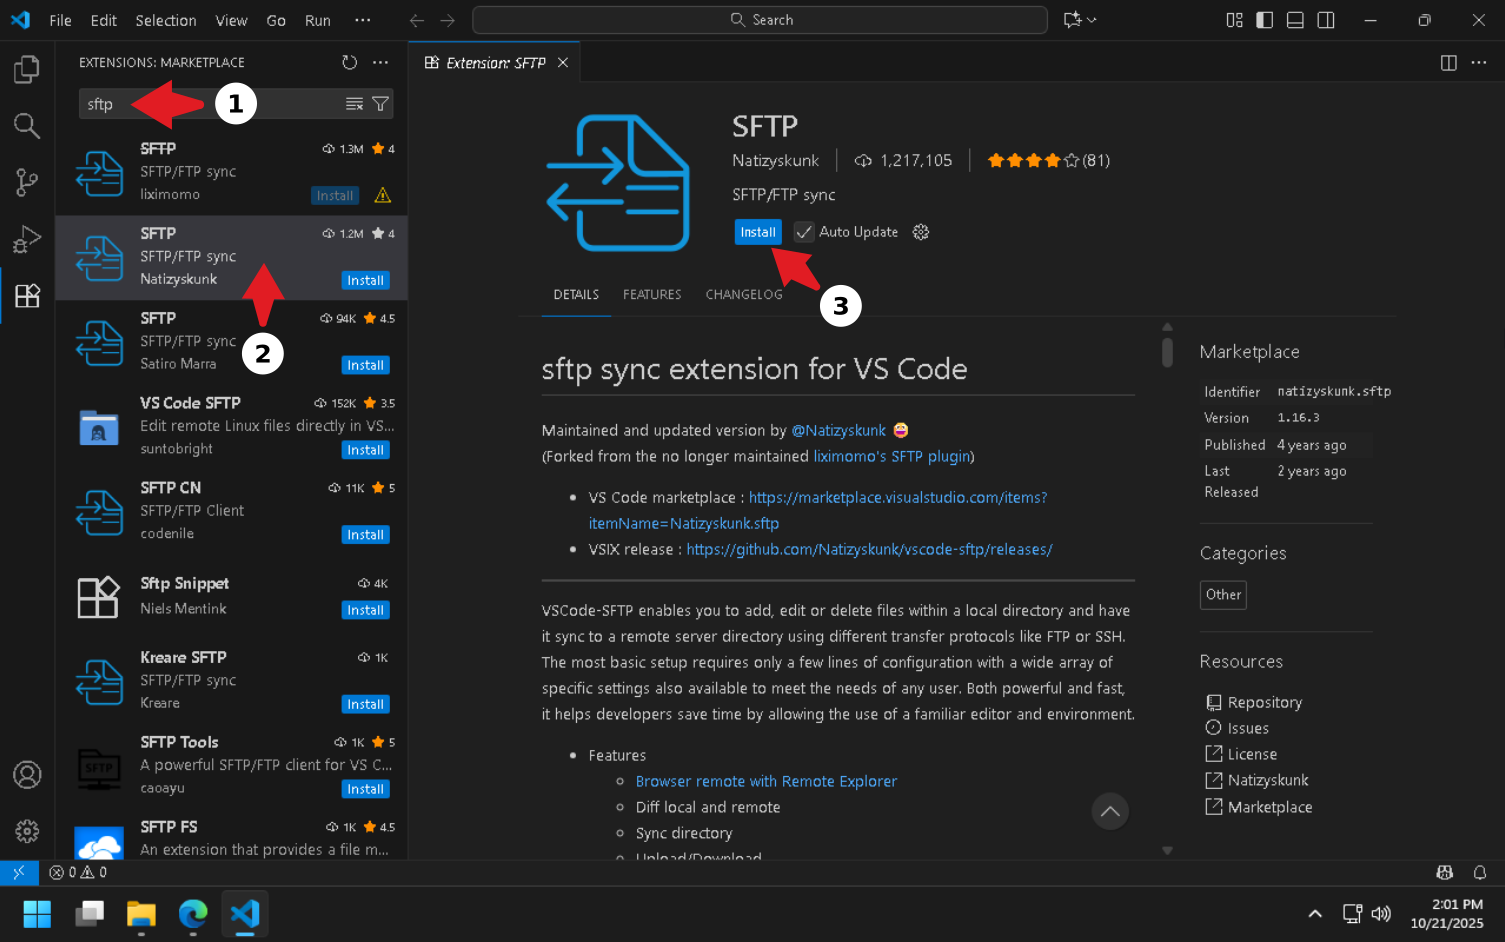 File Edit Selection View Go Run ···
Search
EXTENSIONS: MARKETPLACE
Extension: SFTP
sftp
1
SFTP 1.3M 4
SFTP/FTP sync
liximomo Install
SFTP 1.2M 4
SFTP/FTP sync
Natizyskunk Install
2
SFTP 94K 4.5
SFTP/FTP sync
Satiro Marra Install
VS Code SFTP 152K 3.5
Edit remote Linux files directly in VS...
suntobright Install
SFTP CN 11K 5
SFTP/FTP Client
codenile Install
Sftp Snippet 4K
Niels Mentink Install
Kreare SFTP 1K
SFTP/FTP sync
Kreare Install
SFTP
SFTP Tools 1K 5
A powerful SFTP/FTP client for VS C...
caoayu Install
SFTP FS 1K 4.5
An extension that provides a file m...
SFTP
Natizyskunk 1,217,105 (81)
SFTP/FTP sync
Install Auto Update
3
DETAILS FEATURES CHANGELOG
sftp sync extension for VS Code
Maintained and updated version by @Natizyskunk 😀
(Forked from the no longer maintained liximomo's SFTP plugin)
• VS Code marketplace : https://marketplace.visualstudio.com/items?
itemName=Natizyskunk.sftp
• VSIX release : https://github.com/Natizyskunk/vscode-sftp/releases/
VSCode-SFTP enables you to add, edit or delete files within a local directory and have
it sync to a remote server directory using different transfer protocols like FTP or SSH.
The most basic setup requires only a few lines of configuration with a wide array of
specific settings also available to meet the needs of any user. Both powerful and fast,
it helps developers save time by allowing the use of a familiar editor and environment.
• Features
○ Browser remote with Remote Explorer
○ Diff local and remote
○ Sync directory
○ Upload/Download
Marketplace
Identifier natizyskunk.sftp
Version 1.16.3
Published 4 years ago
Last 2 years ago
Released
Categories
Other
Resources
Repository
Issues
License
Natizyskunk
Marketplace
0 0
2:01 PM
10/21/2025